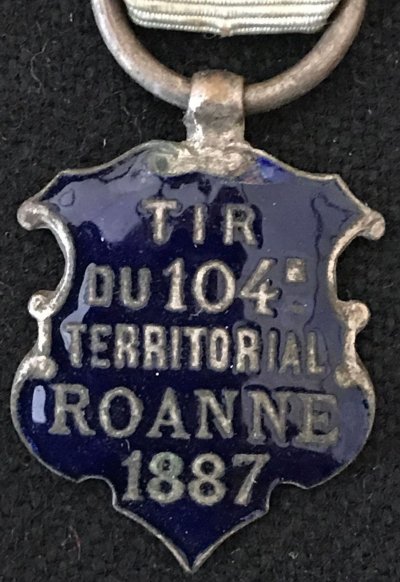 TIR
DU 104E
TERRITORIAL
ROANNE
1887